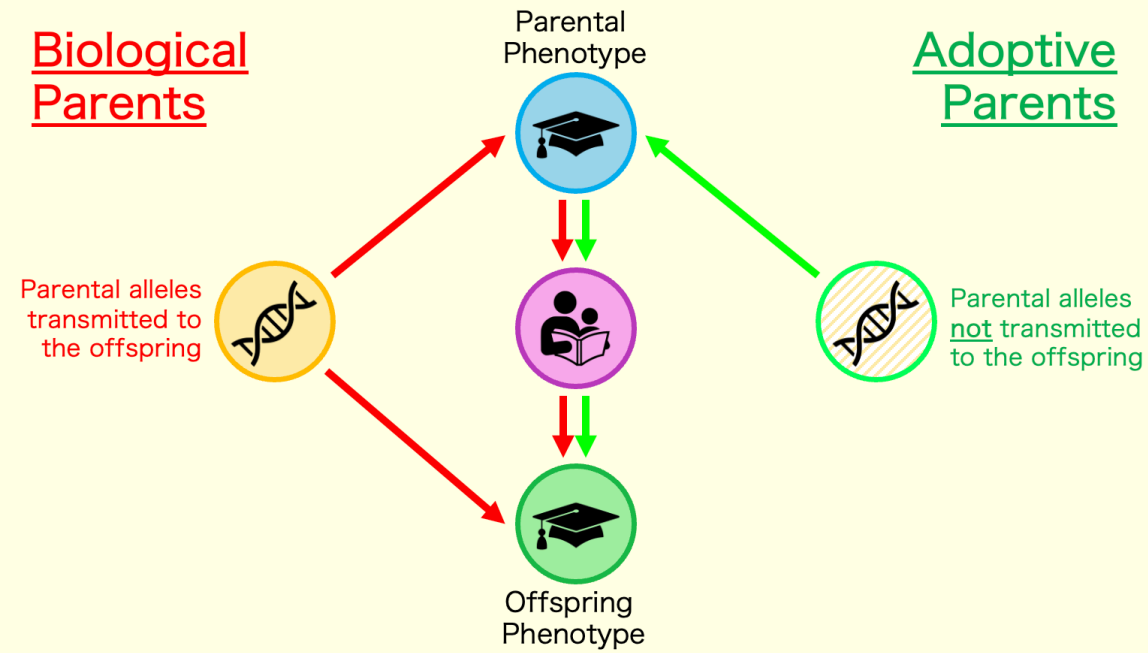 Biological
Parents
Parental
Phenotype
Adoptive
Parents
Parental alleles
transmitted to
the offspring
Parental alleles
not transmitted
to the offspring
Offspring
Phenotype